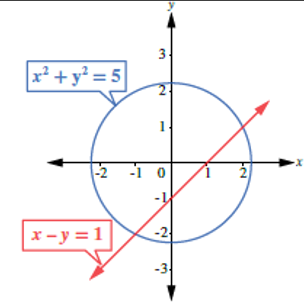 y
3
x² + y² = 5
2
1
-2 -1 0 1 2 x
-1
x – y = 1
-2
-3